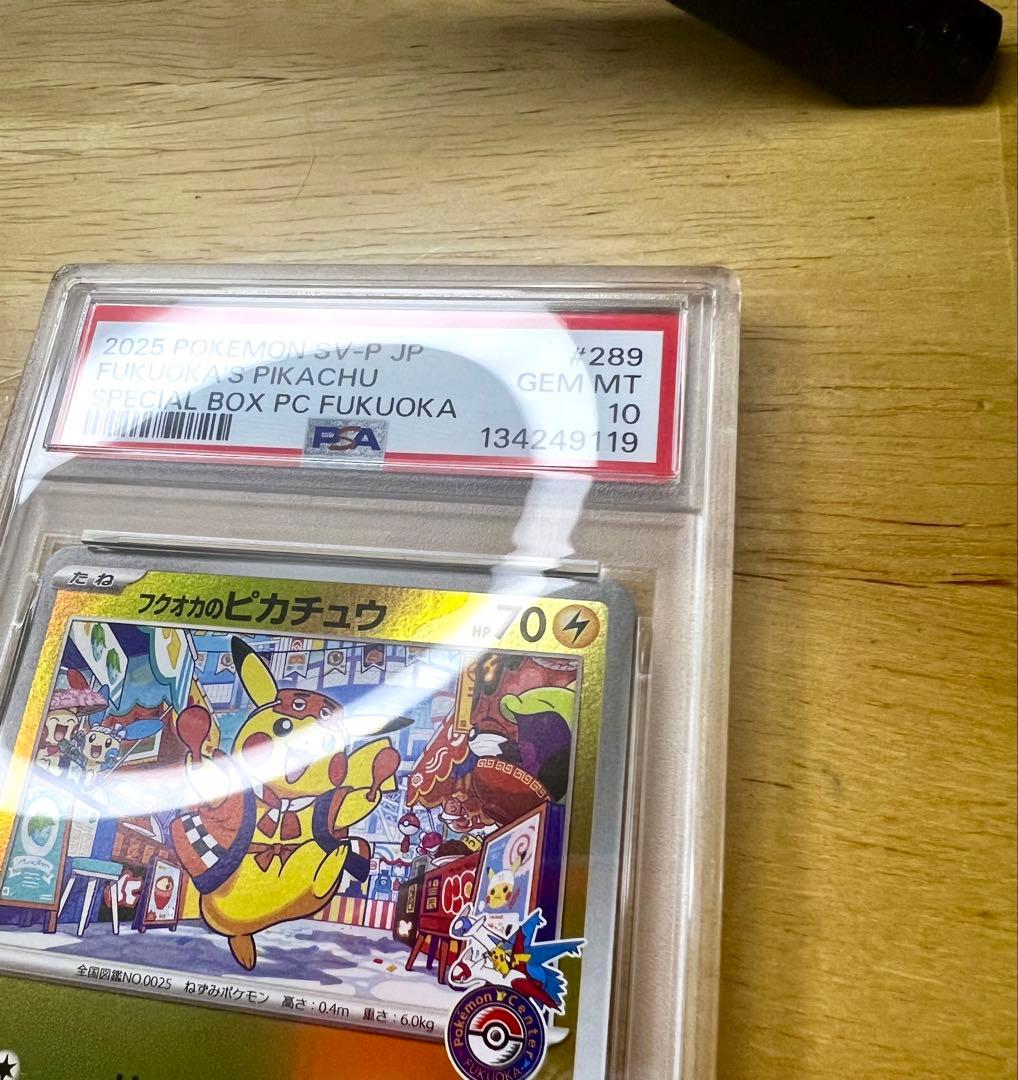 2025 POKEMON SV-P JP #289
FUKUOKA'S PIKACHU GEM MT
SPECIAL BOX PC FUKUOKA 10
PSA 134249119
たね
フクオカのピカチュウ HP70
全国図鑑NO.0025 ねずみポケモン 高さ:0.4m 重さ:6.0kg
Pokémon Center
FUKUOKA